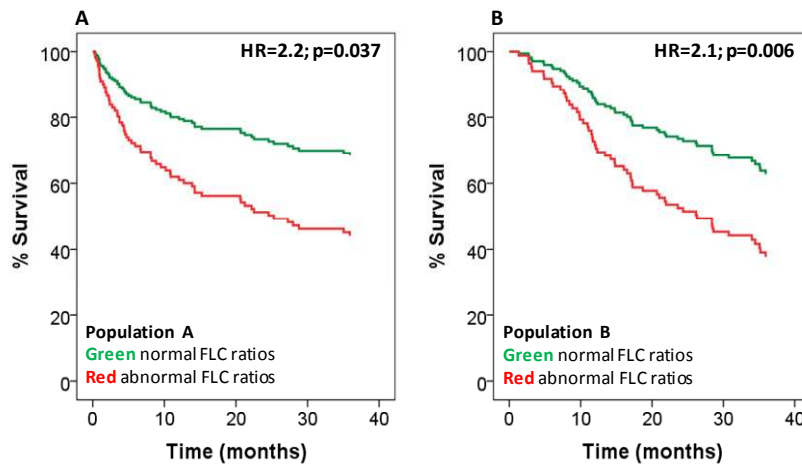 A
HR=2.2; p=0.037
100
80
60
40
20
0
% Survival
Population A
Green normal FLC ratios
Red abnormal FLC ratios
0 10 20 30 40
Time (months)
B
HR=2.1; p=0.006
100
80
60
40
20
0
% Survival
Population B
Green normal FLC ratios
Red abnormal FLC ratios
0 10 20 30 40
Time (months)